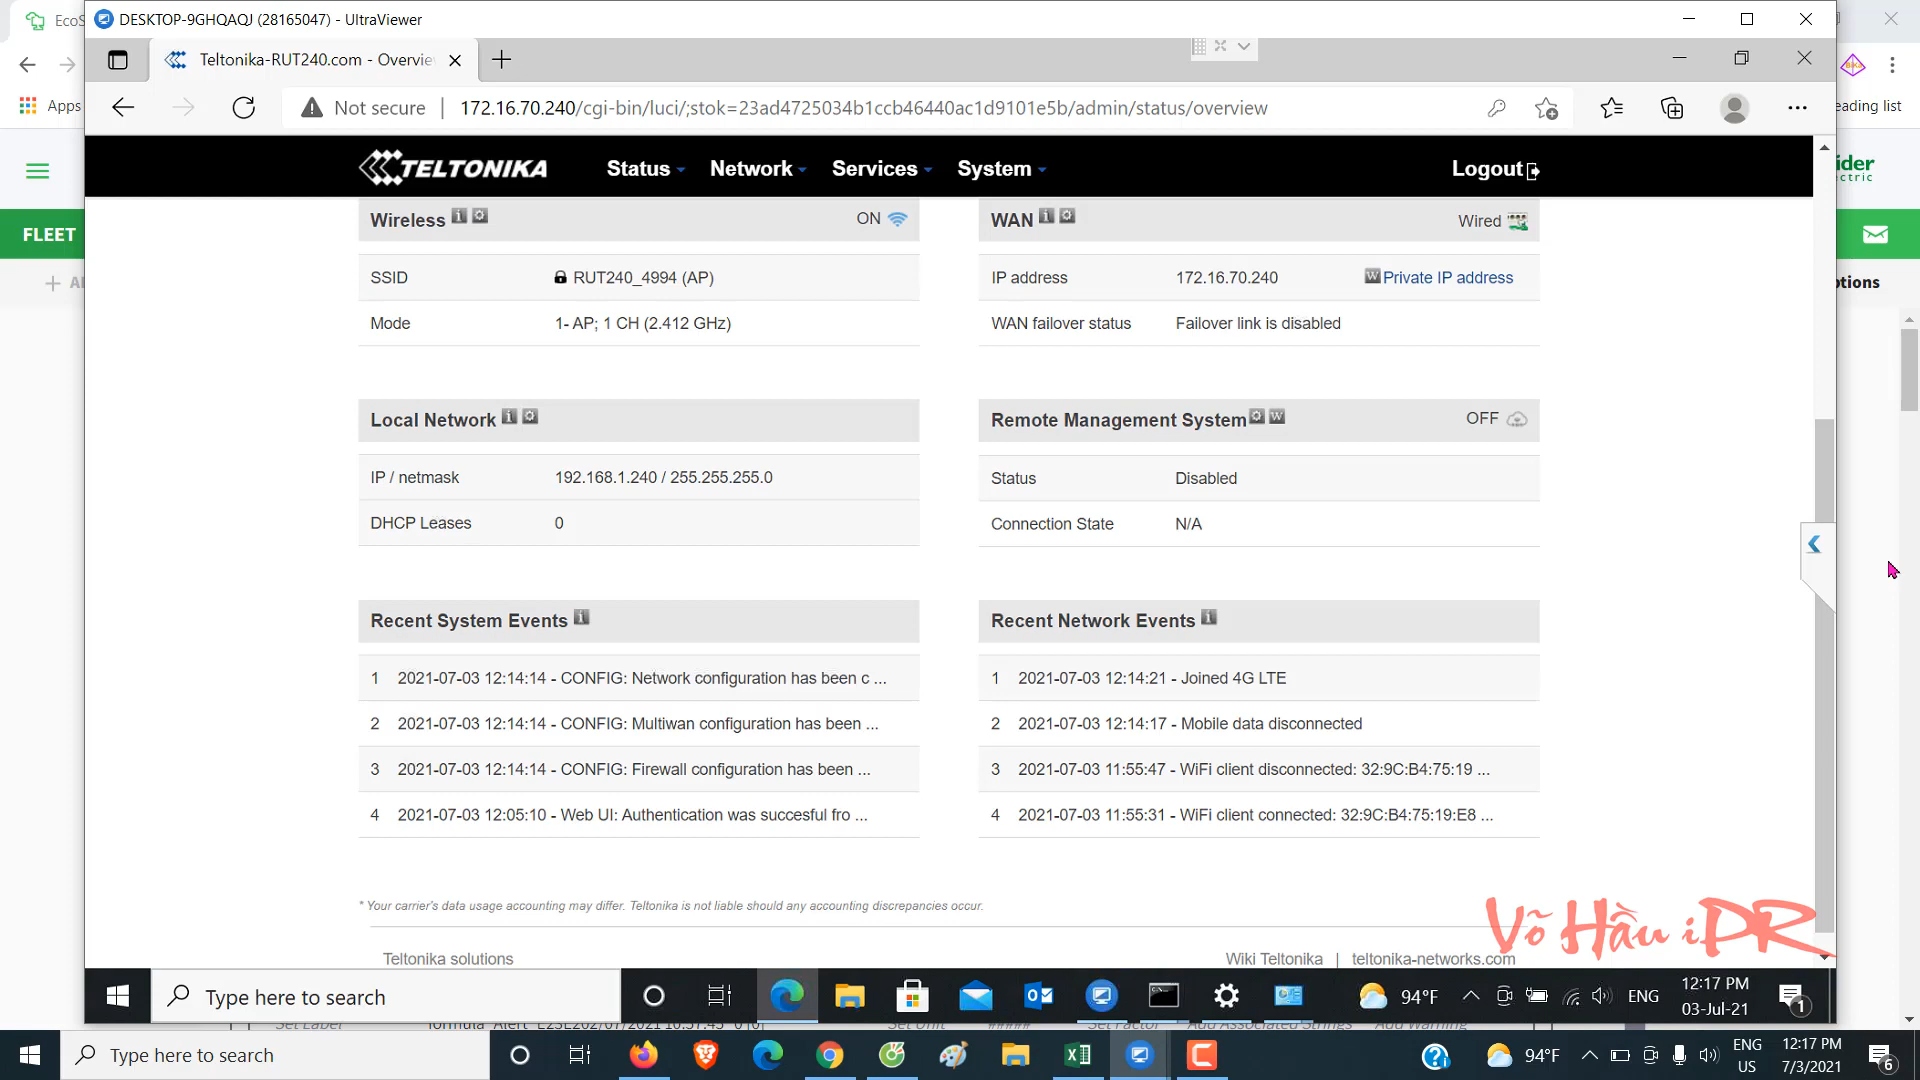 EcoS
DESKTOP-9GHQAQJ (28165047) - UltraViewer
Teltonika-RUT240.com - Overvie
Not secure | 172.16.70.240/cgi-bin/luci/;stok=23ad4725034b1ccb46440ac1d9101e5b/admin/status/overview
Apps
eading list
TELTONIKA Status Network Services System Logout
ider
ectric
FLEET
otions
Wireless ON
SSID RUT240_4994 (AP)
Mode 1- AP; 1 CH (2.412 GHz)
WAN Wired
IP address 172.16.70.240 Private IP address
WAN failover status Failover link is disabled
Local Network
IP / netmask 192.168.1.240 / 255.255.255.0
DHCP Leases 0
Remote Management System OFF
Status Disabled
Connection State N/A
Recent System Events
1 2021-07-03 12:14:14 - CONFIG: Network configuration has been c ...
2 2021-07-03 12:14:14 - CONFIG: Multiwan configuration has been ...
3 2021-07-03 12:14:14 - CONFIG: Firewall configuration has been ...
4 2021-07-03 12:05:10 - Web UI: Authentication was succesful fro ...
Recent Network Events
1 2021-07-03 12:14:21 - Joined 4G LTE
2 2021-07-03 12:14:17 - Mobile data disconnected
3 2021-07-03 11:55:47 - WiFi client disconnected: 32:9C:B4:75:19 ...
4 2021-07-03 11:55:31 - WiFi client connected: 32:9C:B4:75:19:E8 ...
* Your carrier's data usage accounting may differ. Teltonika is not liable should any accounting discrepancies occur.
Võ Hầu iDR
Teltonika solutions
Wiki Teltonika | teltonika-networks.com
Type here to search
94°F ENG
12:17 PM
03-Jul-21
1
Type here to search
94°F
ENG
US
12:17 PM
7/3/2021
6